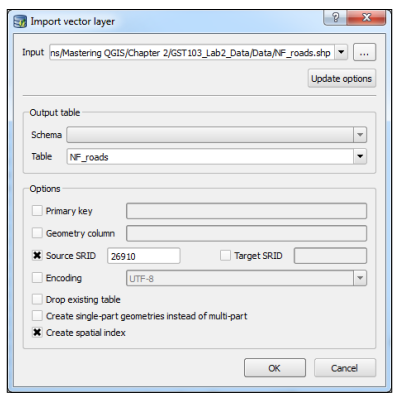 Import vector layer
Input ns/Mastering QGIS/Chapter 2/GST103_Lab2_Data/Data/NF_roads.shp ...
Update options
Output table
Schema
Table NF_roads
Options
Primary key
Geometry column
Source SRID 26910 Target SRID
Encoding UTF-8
Drop existing table
Create single-part geometries instead of multi-part
Create spatial index
OK Cancel